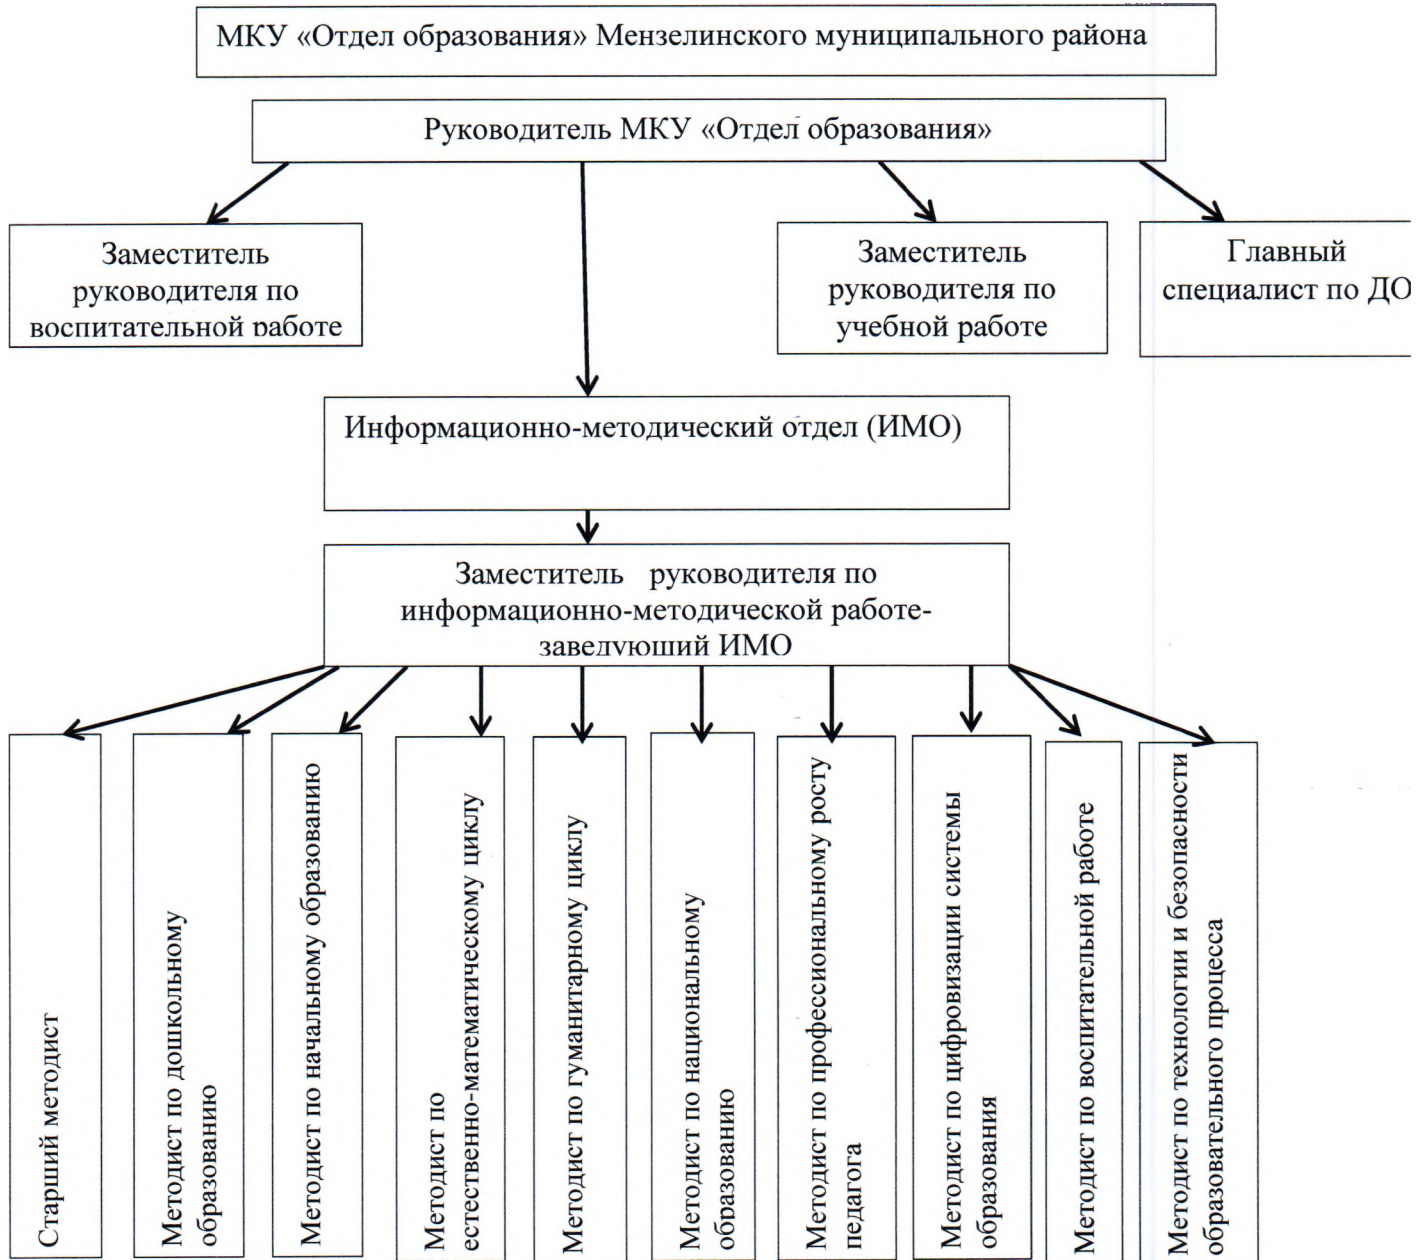 МКУ «Отдел образования» Мензелинского муниципального района
Руководитель МКУ «Отдел образования»
Заместитель
руководителя по
воспитательной работе
Заместитель
руководителя по
учебной работе
Главный
специалист по ДО
Информационно-методический отдел (ИМО)
Заместитель руководителя по
информационно-методической работе-
заведующий ИМО
Старший методист
Методист по дошкольному
образованию
Методист по начальному образованию
Методист по
естественно-математическому циклу
Методист по гуманитарному циклу
Методист по национальному
образованию
Методист по профессиональному росту
педагога
Методист по цифровизации системы
образования
Методист по воспитательной работе
Методист по технологии и безопасности
образовательного процесса